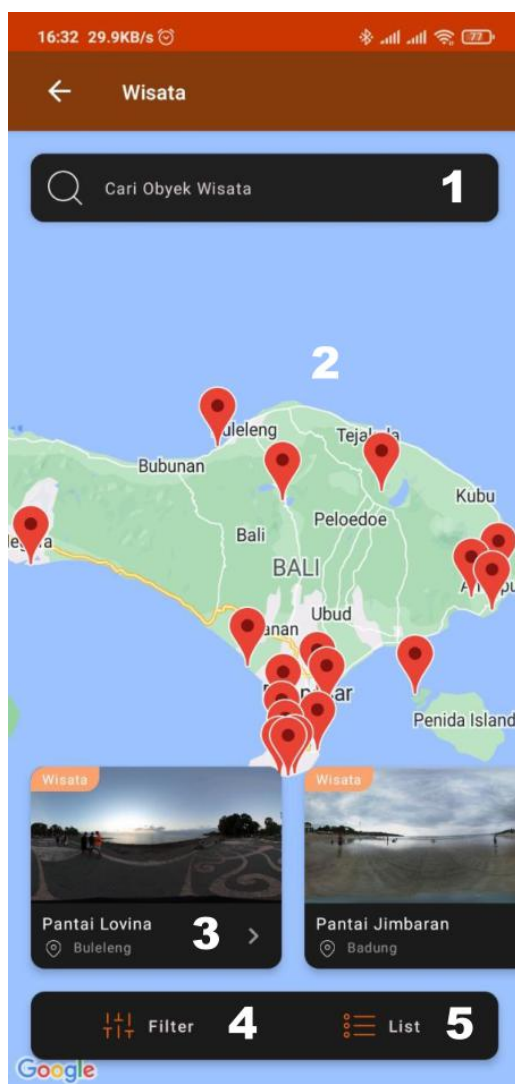 16:32 29.9KB/s
77
Wisata
Cari Obyek Wisata
1
2
Buleleng
Tejakula
Bubunan
Kubu
Peloedoe
Bali
BALI
Ubud
Penida Island
Wisata
Wisata
Pantai Lovina
Buleleng
3
Pantai Jimbaran
Badung
Filter
4
List
5
Google